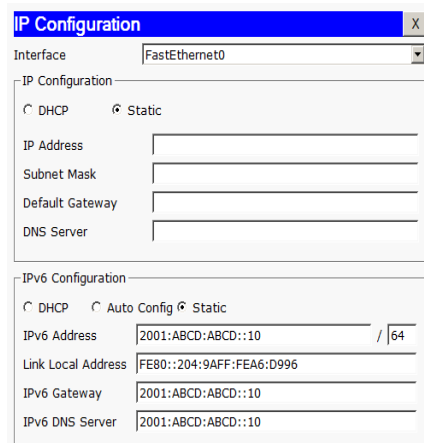 IP Configuration X
Interface FastEthernet0
IP Configuration
DHCP Static
IP Address
Subnet Mask
Default Gateway
DNS Server
IPv6 Configuration
DHCP Auto Config Static
IPv6 Address 2001:ABCD:ABCD::10 / 64
Link Local Address FE80::204:9AFF:FEA6:D996
IPv6 Gateway 2001:ABCD:ABCD::10
IPv6 DNS Server 2001:ABCD:ABCD::10